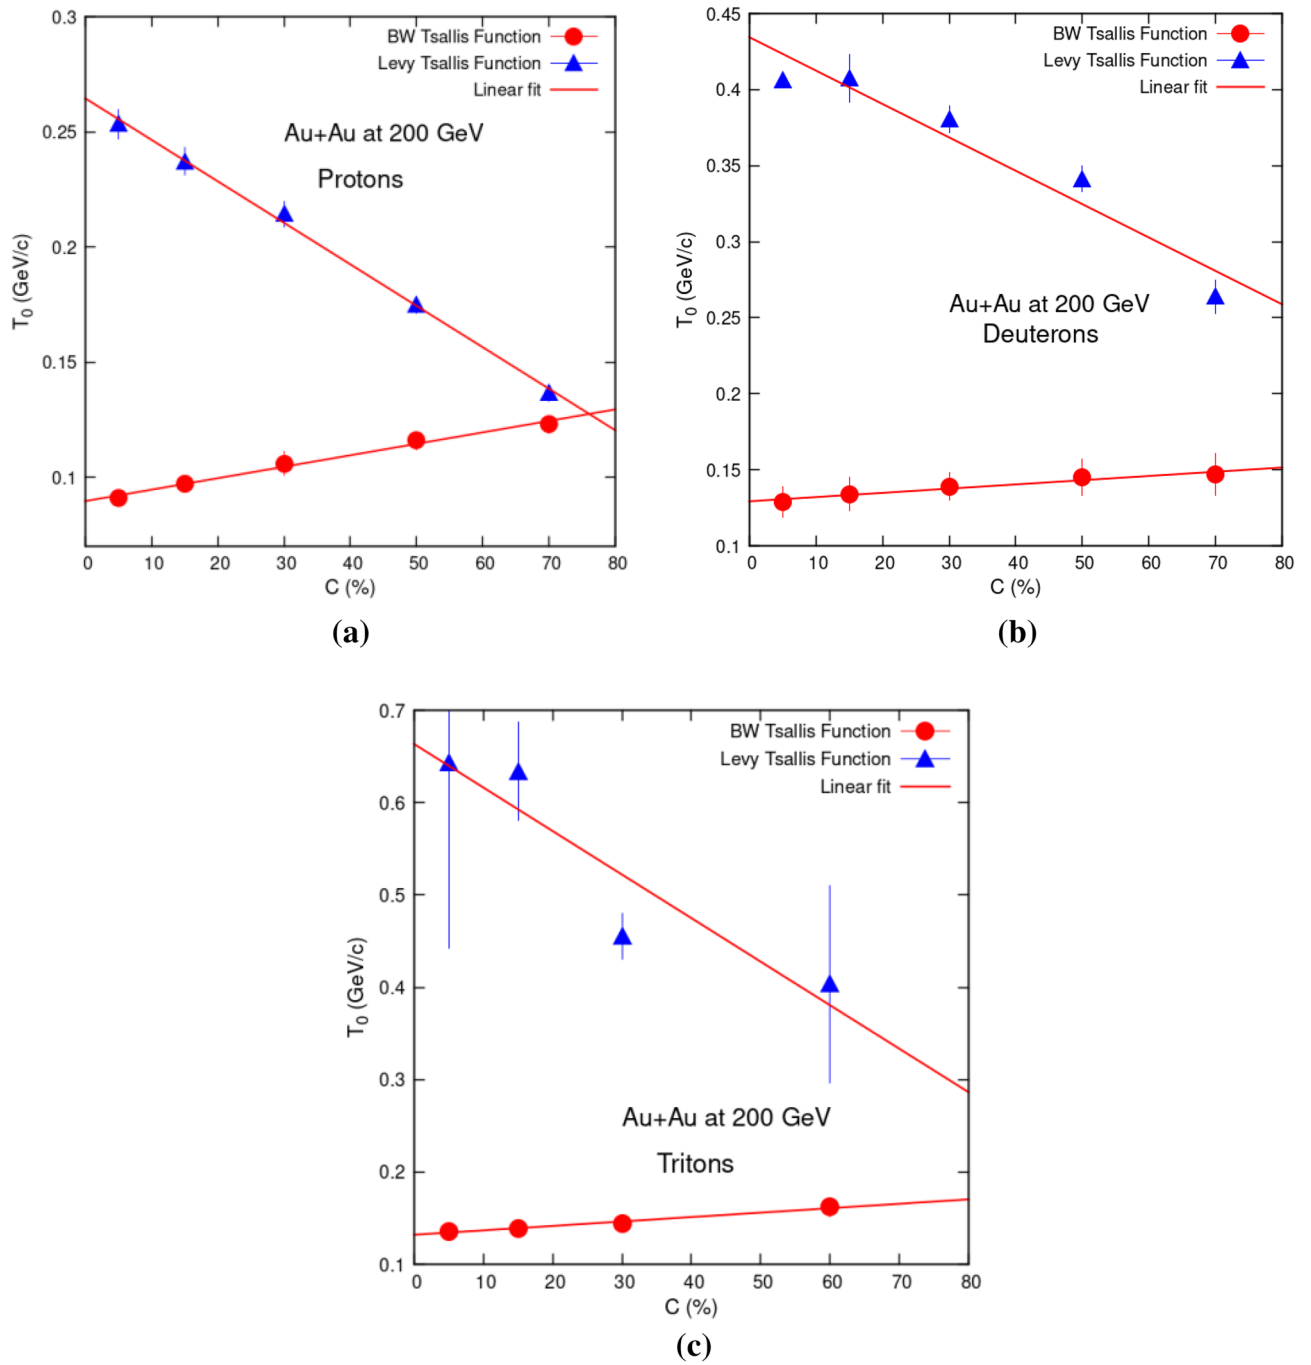 0.3
0.25
0.2
0.15
0.1
T0 (GeV/c)
BW Tsallis Function
Levy Tsallis Function
Linear fit
Au+Au at 200 GeV
Protons
0 10 20 30 40 50 60 70 80
C (%)
(a)
0.45
0.4
0.35
0.3
0.25
0.2
0.15
0.1
T0 (GeV/c)
BW Tsallis Function
Levy Tsallis Function
Linear fit
Au+Au at 200 GeV
Deuterons
0 10 20 30 40 50 60 70 80
C (%)
(b)
0.7
0.6
0.5
0.4
0.3
0.2
0.1
T0 (GeV/c)
BW Tsallis Function
Levy Tsallis Function
Linear fit
Au+Au at 200 GeV
Tritons
0 10 20 30 40 50 60 70 80
C (%)
(c)